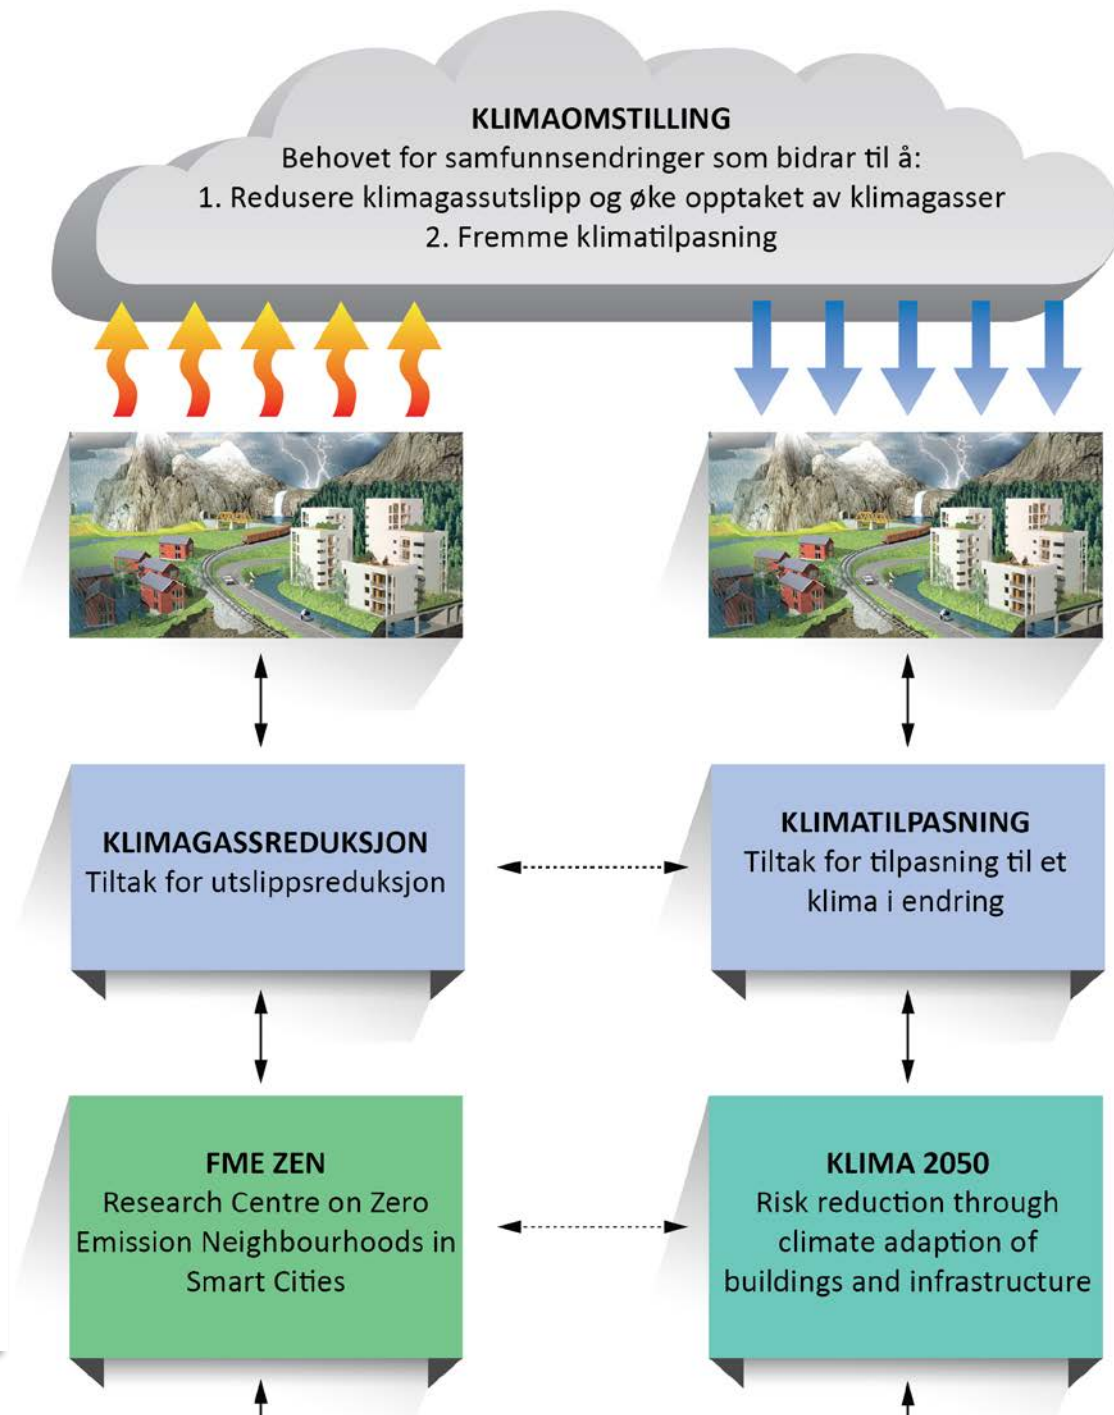 KLIMAOMSTILLING
Behovet for samfunnsendringer som bidrar til å:
1. Redusere klimagassutslipp og øke opptaket av klimagasser
2. Fremme klimatilpasning
KLIMAGASSREDUKSJON
Tiltak for utslippsreduksjon
KLIMATILPASNING
Tiltak for tilpasning til et
klima i endring
FME ZEN
Research Centre on Zero
Emission Neighbourhoods in
Smart Cities
KLIMA 2050
Risk reduction through
climate adaption of
buildings and infrastructure